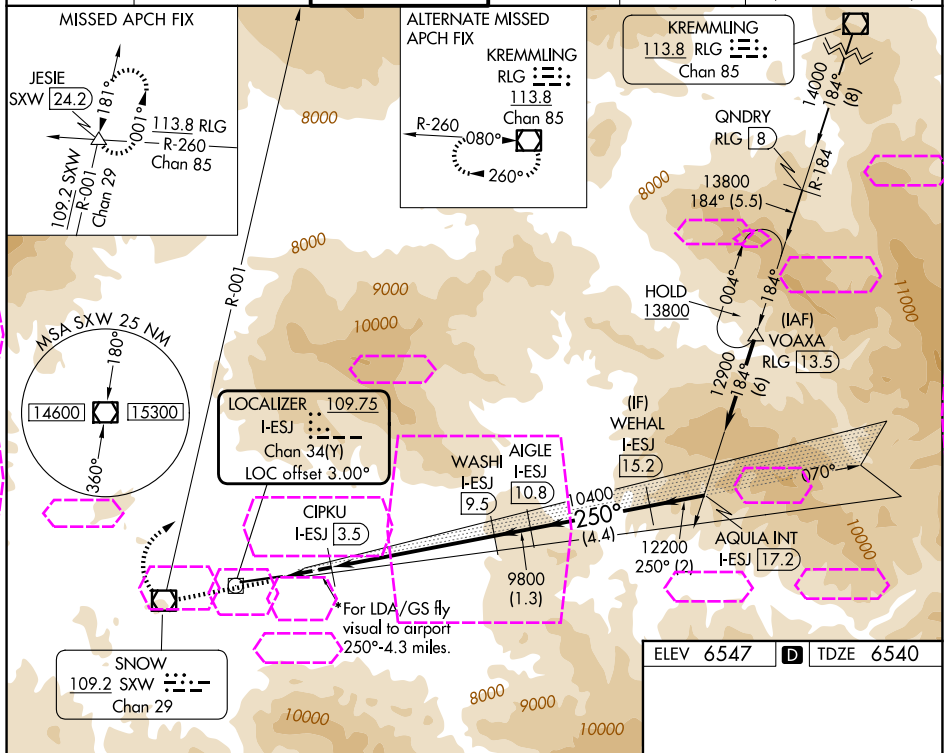 MISSED APCH FIX
JESIE
SXW 24.2
181°
001°
113.8 RLG
R-260
Chan 85
109.2 SXW
R-001
Chan 29
ALTERNATE MISSED
APCH FIX
KREMMLING
RLG
113.8
Chan 85
R-260
080°
260°
KREMMLING
113.8 RLG
Chan 85
14000
184°
(8)
QNDRY
RLG 8
R-184
13800
184° (5.5)
8000
8000
8000
9000
10000
11000
R-001
HOLD
13800
004°
184°
(IAF)
VOAXA
RLG 13.5
12900
184°
(6)
MSA SXW 25 NM
180°
14600
15300
360°
LOCALIZER 109.75
I-ESJ
Chan 34(Y)
LOC offset 3.00°
(IF)
WEHAL
I-ESJ
15.2
WASHI
I-ESJ
9.5
AIGLE
I-ESJ
10.8
10400
250°
(4.4)
070°
CIPKU
I-ESJ 3.5
9800
(1.3)
12200
250° (2)
AQULA INT
I-ESJ 17.2
10000
*For LDA/GS fly
visual to airport
250°-4.3 miles.
SNOW
109.2 SXW
Chan 29
8000
9000
10000
10000
ELEV 6547
D
TDZE 6540